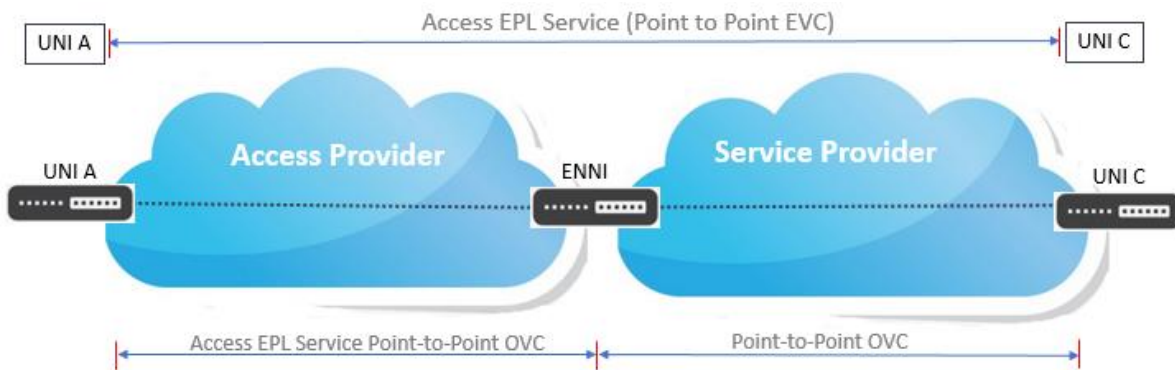 Access EPL Service (Point to Point EVC)
UNI A
UNI C
Access Provider
Service Provider
UNI A
ENNI
UNI C
Access EPL Service Point-to-Point OVC
Point-to-Point OVC